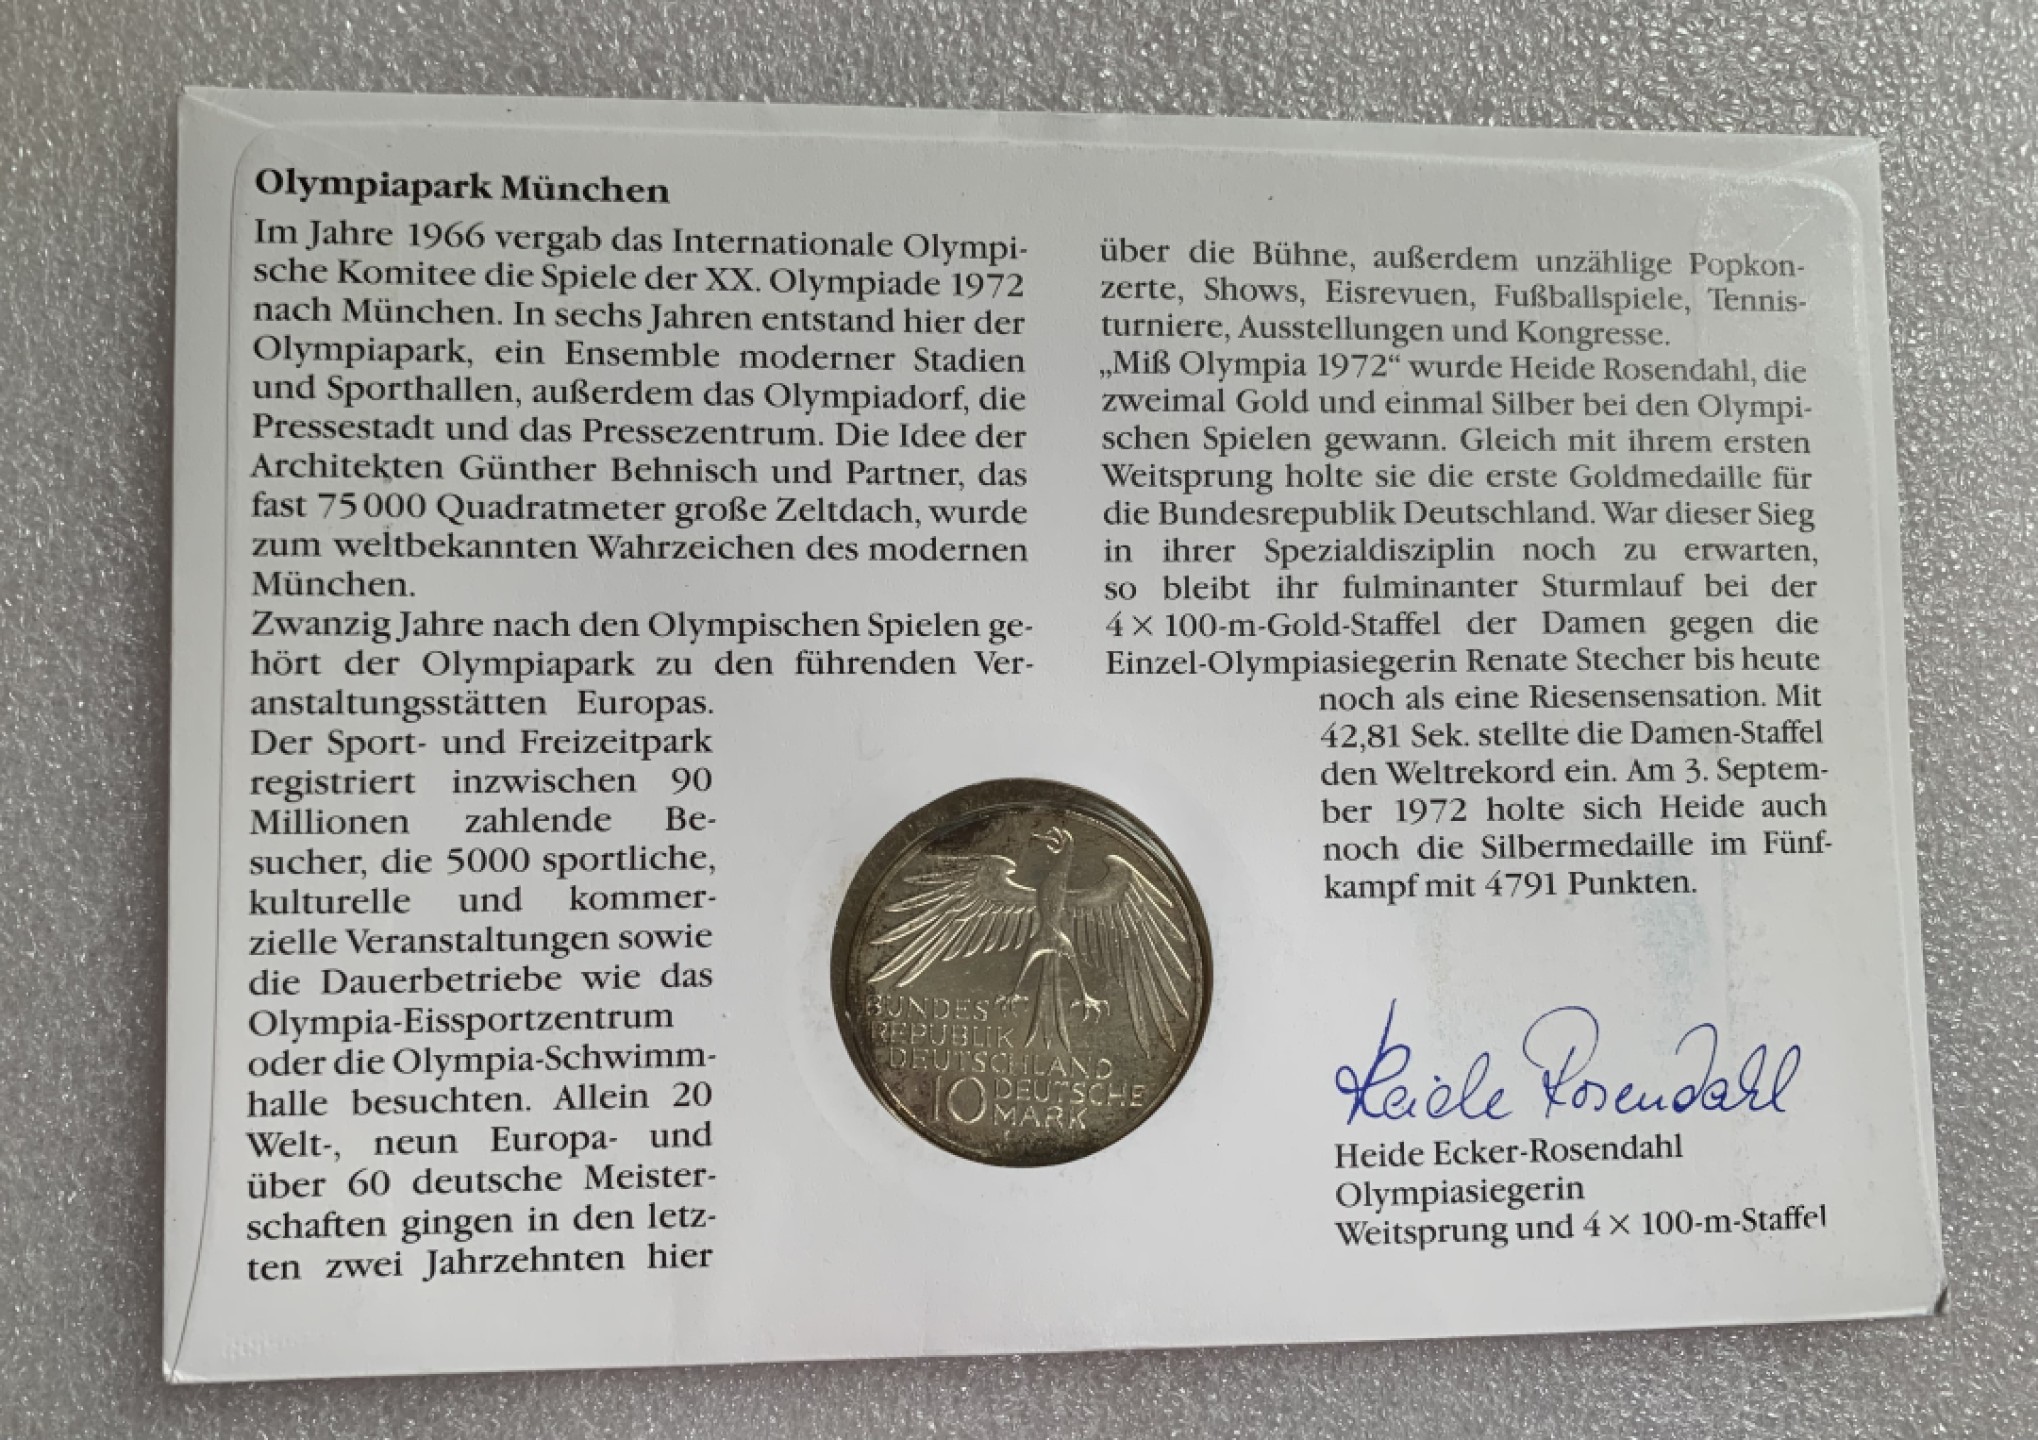 Olympiapark München
Im Jahre 1966 vergab das Internationale Olympi-
sche Komitee die Spiele der XX. Olympiade 1972
nach München. In sechs Jahren entstand hier der
Olympiapark, ein Ensemble moderner Stadien
und Sporthallen, außerdem das Olympiadorf, die
Pressestadt und das Pressezentrum. Die Idee der
Architekten Günther Behnisch und Partner, das
fast 75 000 Quadratmeter große Zeltdach, wurde
zum weltbekannten Wahrzeichen des modernen
München.
Zwanzig Jahre nach den Olympischen Spielen ge-
hört der Olympiapark zu den führenden Ver-
anstaltungsstätten Europas.
Der Sport- und Freizeitpark
registriert inzwischen 90
Millionen zahlende Be-
sucher, die 5000 sportliche,
kulturelle und kommer-
zielle Veranstaltungen sowie
die Dauerbetriebe wie das
Olympia-Eissportzentrum
oder die Olympia-Schwimm-
halle besuchten. Allein 20
Welt-, neun Europa- und
über 60 deutsche Meister-
schaften gingen in den letz-
ten zwei Jahrzehnten hier
über die Bühne, außerdem unzählige Popkon-
zerte, Shows, Eisrevuen, Fußballspiele, Tennis-
turniere, Ausstellungen und Kongresse.
„Miß Olympia 1972“ wurde Heide Rosendahl, die
zweimal Gold und einmal Silber bei den Olympi-
schen Spielen gewann. Gleich mit ihrem ersten
Weitsprung holte sie die erste Goldmedaille für
die Bundesrepublik Deutschland. War dieser Sieg
in ihrer Spezialdisziplin noch zu erwarten,
so bleibt ihr fulminanter Sturmlauf bei der
4 × 100-m-Gold-Staffel der Damen gegen die
Einzel-Olympiasiegerin Renate Stecher bis heute
noch als eine Riesensensation. Mit
42,81 Sek. stellte die Damen-Staffel
den Weltrekord ein. Am 3. Septem-
ber 1972 holte sich Heide auch
noch die Silbermedaille im Fünf-
kampf mit 4791 Punkten.
BUNDES
REPUBLIK
DEUTSCHLAND
10 DEUTSCHE
MARK
Heide Rosendahl
Heide Ecker-Rosendahl
Olympiasiegerin
Weitsprung und 4 × 100-m-Staffel